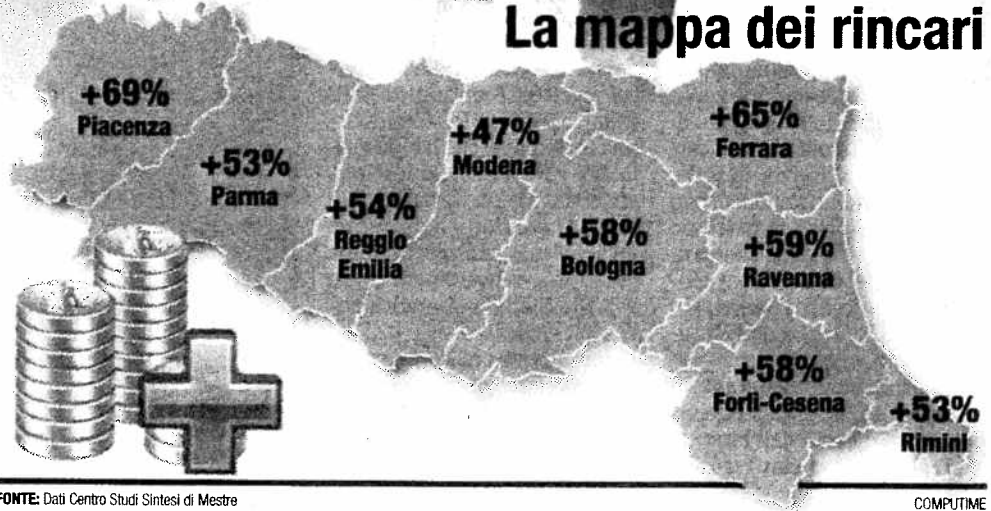 La mappa dei rincari
+69%
Piacenza
+53%
Parma
+54%
Reggio
Emilia
+47%
Modena
+58%
Bologna
+65%
Ferrara
+59%
Ravenna
+58%
Forlì-Cesena
+53%
Rimini
FONTE: Dati Centro Studi Sintesi di Mestre
COMPUTIME